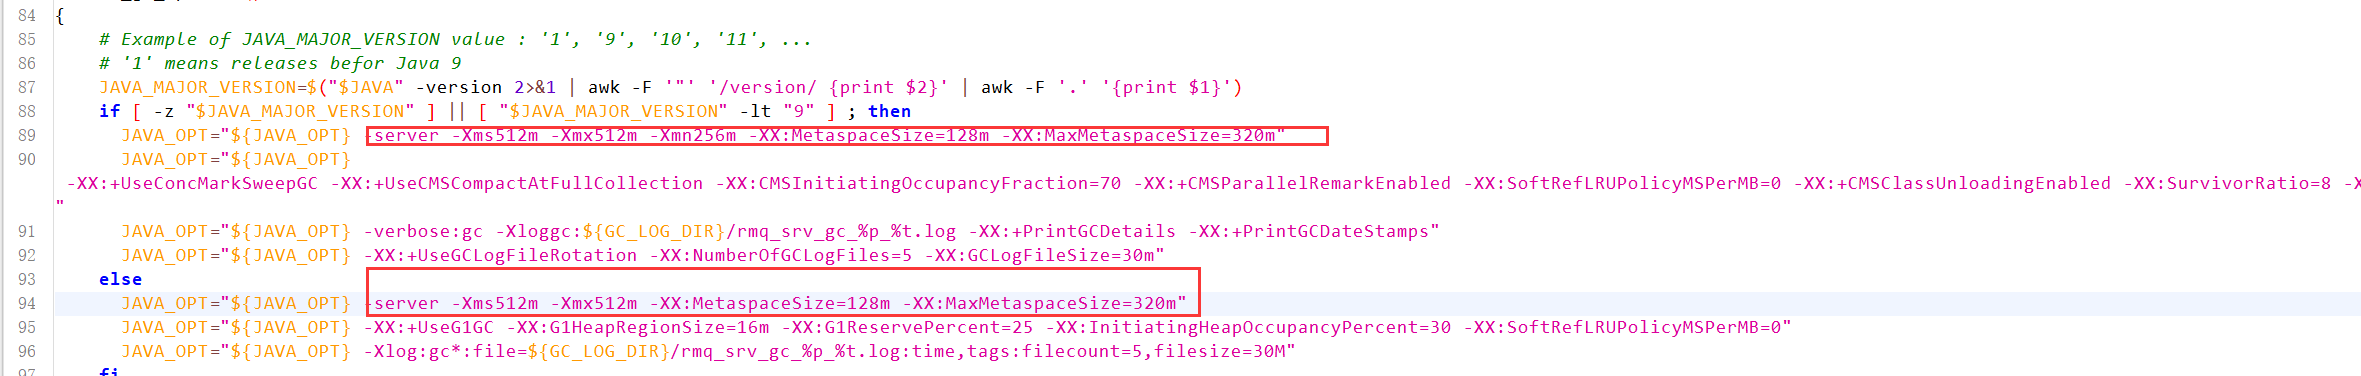 84 {
85 # Example of JAVA_MAJOR_VERSION value : '1', '9', '10', '11', ...
86 # '1' means releases befor Java 9
87 JAVA_MAJOR_VERSION=$("$JAVA" -version 2>&1 | awk -F '"' '/version/ {print $2}' | awk -F '.' '{print $1}')
88 if [ -z "$JAVA_MAJOR_VERSION" ] || [ "$JAVA_MAJOR_VERSION" -lt "9" ] ; then
89 JAVA_OPT="${JAVA_OPT} -server -Xms512m -Xmx512m -Xmn256m -XX:MetaspaceSize=128m -XX:MaxMetaspaceSize=320m"
90 JAVA_OPT="${JAVA_OPT}
-XX:+UseConcMarkSweepGC -XX:+UseCMSCompactAtFullCollection -XX:CMSInitiatingOccupancyFraction=70 -XX:+CMSParallelRemarkEnabled -XX:SoftRefLRUPolicyMSPerMB=0 -XX:+CMSClassUnloadingEnabled -XX:SurvivorRatio=8
"
91 JAVA_OPT="${JAVA_OPT} -verbose:gc -Xloggc:${GC_LOG_DIR}/rmq_srv_gc_%p_%t.log -XX:+PrintGCDetails -XX:+PrintGCDateStamps"
92 JAVA_OPT="${JAVA_OPT} -XX:+UseGCLogFileRotation -XX:NumberOfGCLogFiles=5 -XX:GCLogFileSize=30m"
93 else
94 JAVA_OPT="${JAVA_OPT} -server -Xms512m -Xmx512m -XX:MetaspaceSize=128m -XX:MaxMetaspaceSize=320m"
95 JAVA_OPT="${JAVA_OPT} -XX:+UseG1GC -XX:G1HeapRegionSize=16m -XX:G1ReservePercent=25 -XX:InitiatingHeapOccupancyPercent=30 -XX:SoftRefLRUPolicyMSPerMB=0"
96 JAVA_OPT="${JAVA_OPT} -Xlog:gc*:file=${GC_LOG_DIR}/rmq_srv_gc_%p_%t.log:time,tags:filecount=5,filesize=30M"
97 fi